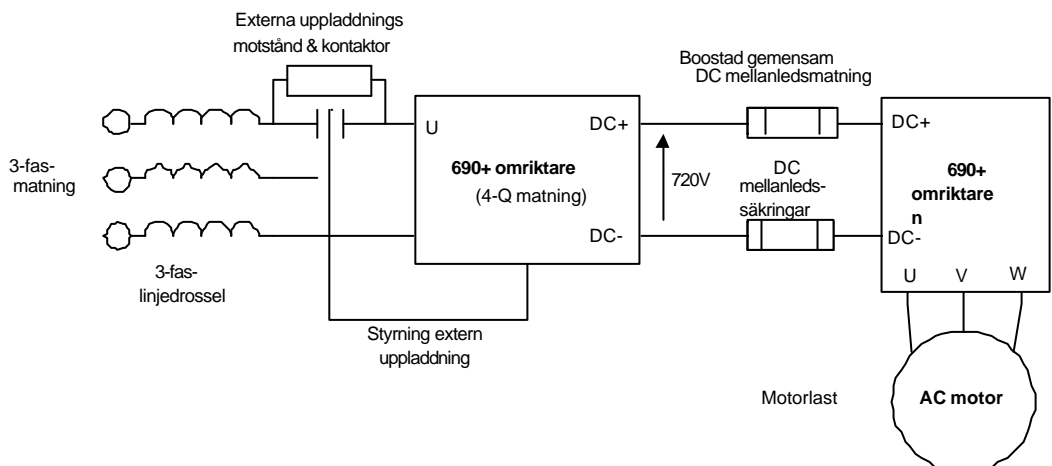 Externa uppladdnings
motstånd & kontaktor
Boostad gemensam
DC mellanledsmatning
3-fas-
matning
U
DC+
690+ omriktare
(4-Q matning)
DC-
720V
DC
mellanleds-
säkringar
DC+
690+
omriktare
n
DC-
U V W
3-fas-
linjedrossel
Styrning extern
uppladdning
Motorlast
AC motor